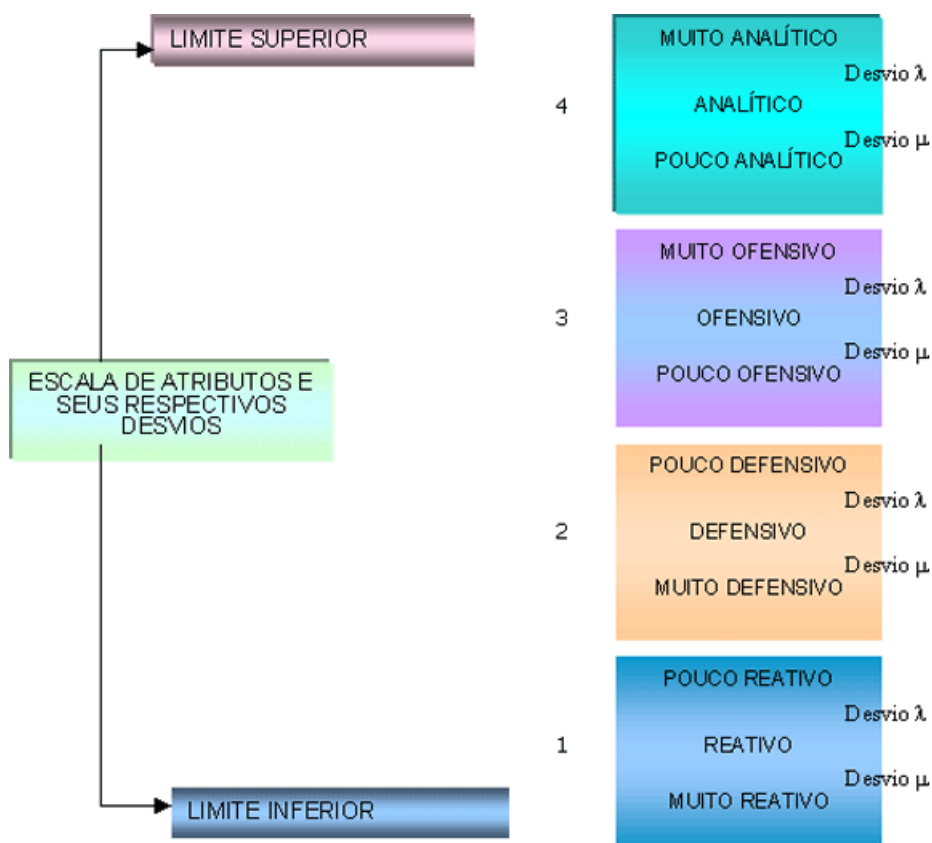 LIMITE SUPERIOR
ESCALA DE ATRIBUTOS E
SEUS RESPECTIVOS
DESVIOS
LIMITE INFERIOR
4
MUITO ANALÍTICO
Desvio λ
ANALÍTICO
Desvio μ
POUCO ANALÍTICO
3
MUITO OFENSIVO
Desvio λ
OFENSIVO
Desvio μ
POUCO OFENSIVO
2
POUCO DEFENSIVO
Desvio λ
DEFENSIVO
Desvio μ
MUITO DEFENSIVO
1
POUCO REATIVO
Desvio λ
REATIVO
Desvio μ
MUITO REATIVO